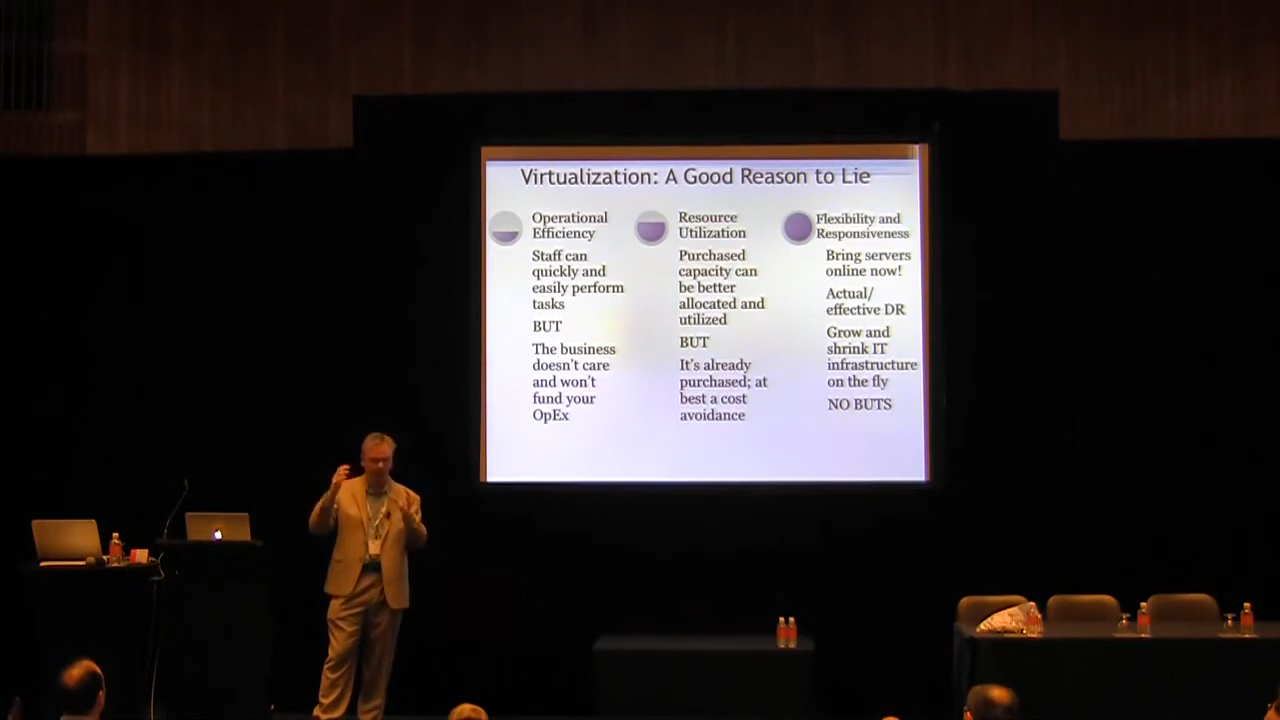 Virtualization: A Good Reason to Lie
Operational
Efficiency
Staff can
quickly and
easily perform
tasks
BUT
The business
doesn't care
and won't
fund your
OpEx
Resource
Utilization
Purchased
capacity can
be better
allocated and
utilized
BUT
It's already
purchased; at
best a cost
avoidance
Flexibility and
Responsiveness
Bring servers
online now!
Actual/
effective DR
Grow and
shrink IT
infrastructure
on the fly
NO BUTS